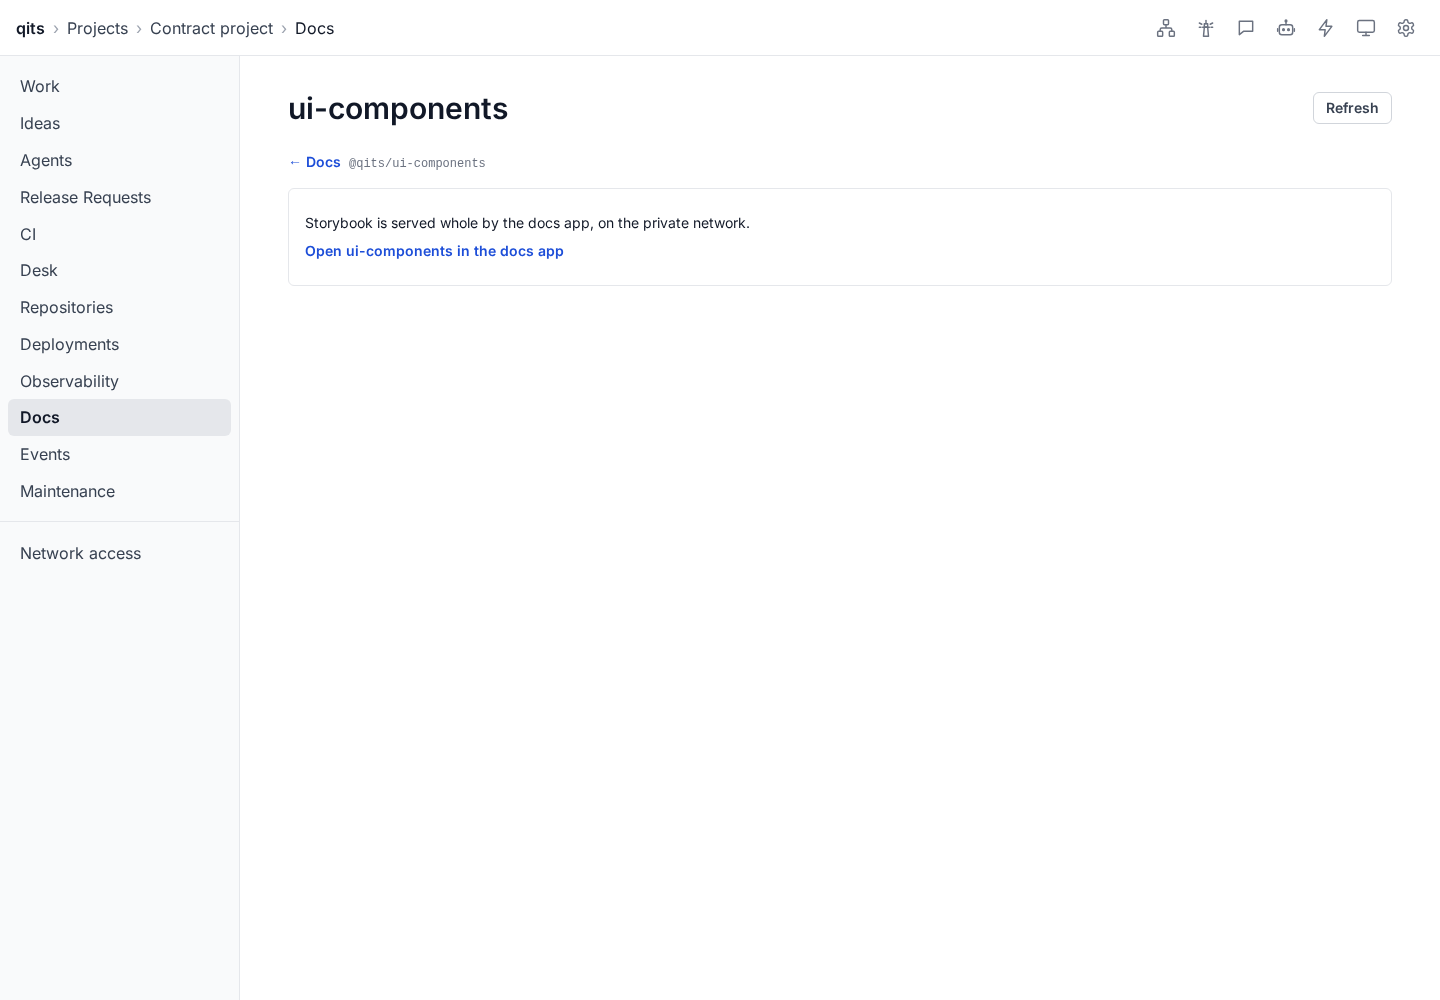 qits › Projects › Contract project › Docs
Work
Ideas
Agents
Release Requests
CI
Desk
Repositories
Deployments
Observability
Docs
Events
Maintenance
Network access
ui-components
Refresh
← Docs @qits/ui-components
Storybook is served whole by the docs app, on the private network.
Open ui-components in the docs app